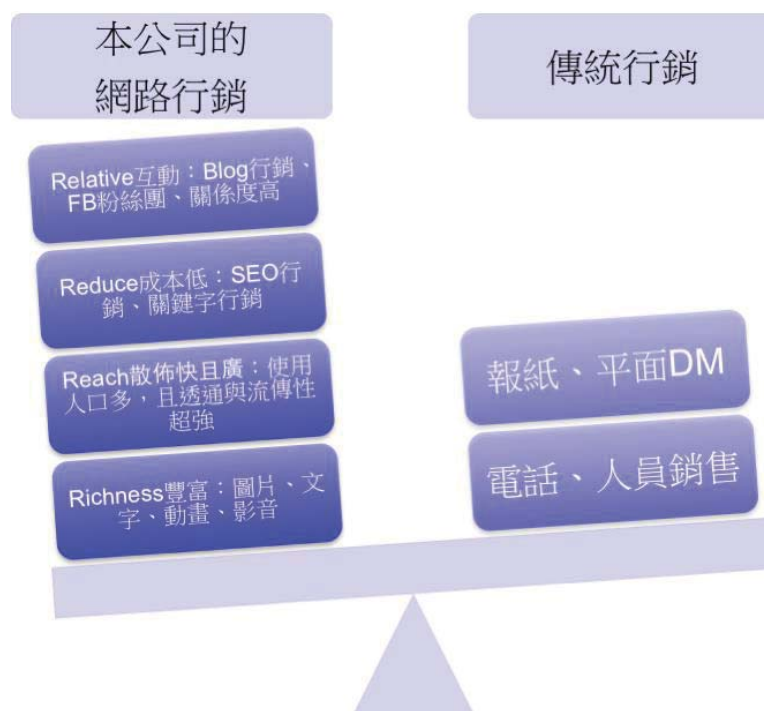 本公司的
網路行銷
傳統行銷
Relative互動：Blog行銷、
FB粉絲團、關係度高
Reduce成本低：SEO行
銷、關鍵字行銷
Reach散佈快且廣：使用
人口多，且透通與流傳性
超強
Richness豐富：圖片、文
字、動畫、影音
報紙、平面DM
電話、人員銷售